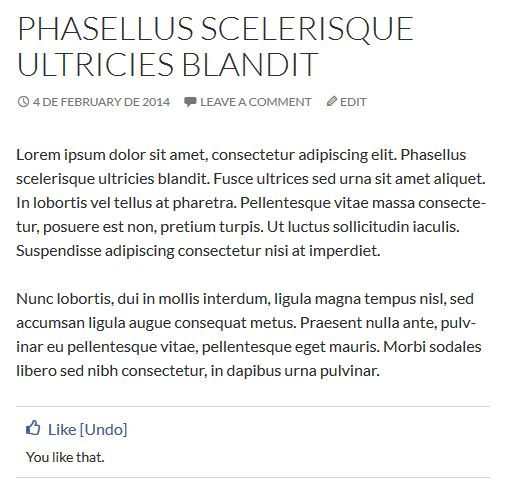 PHASELLUS SCELERISQUE
ULTRICIES BLANDIT
4 DE FEBRUARY DE 2014 LEAVE A COMMENT EDIT
Lorem ipsum dolor sit amet, consectetur adipiscing elit. Phasellus
scelerisque ultricies blandit. Fusce ultrices sed urna sit amet aliquet.
In lobortis vel tellus at pharetra. Pellentesque vitae massa consecte-
tur, posuere est non, pretium turpis. Ut luctus sollicitudin iaculis.
Suspendisse adipiscing consectetur nisi at imperdiet.
Nunc lobortis, dui in mollis interdum, ligula magna tempus nisl, sed
accumsan ligula augue consequat metus. Praesent nulla ante, pulv-
inar eu pellentesque vitae, pellentesque eget mauris. Morbi sodales
libero sed nibh consectetur, in dapibus urna pulvinar.
Like [Undo]
You like that.